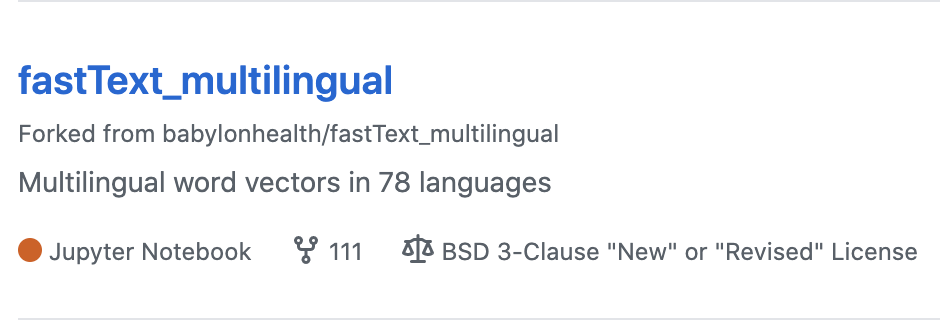 fastText_multilingual
Forked from babylonhealth/fastText_multilingual
Multilingual word vectors in 78 languages
Jupyter Notebook 111 BSD 3-Clause "New" or "Revised" License